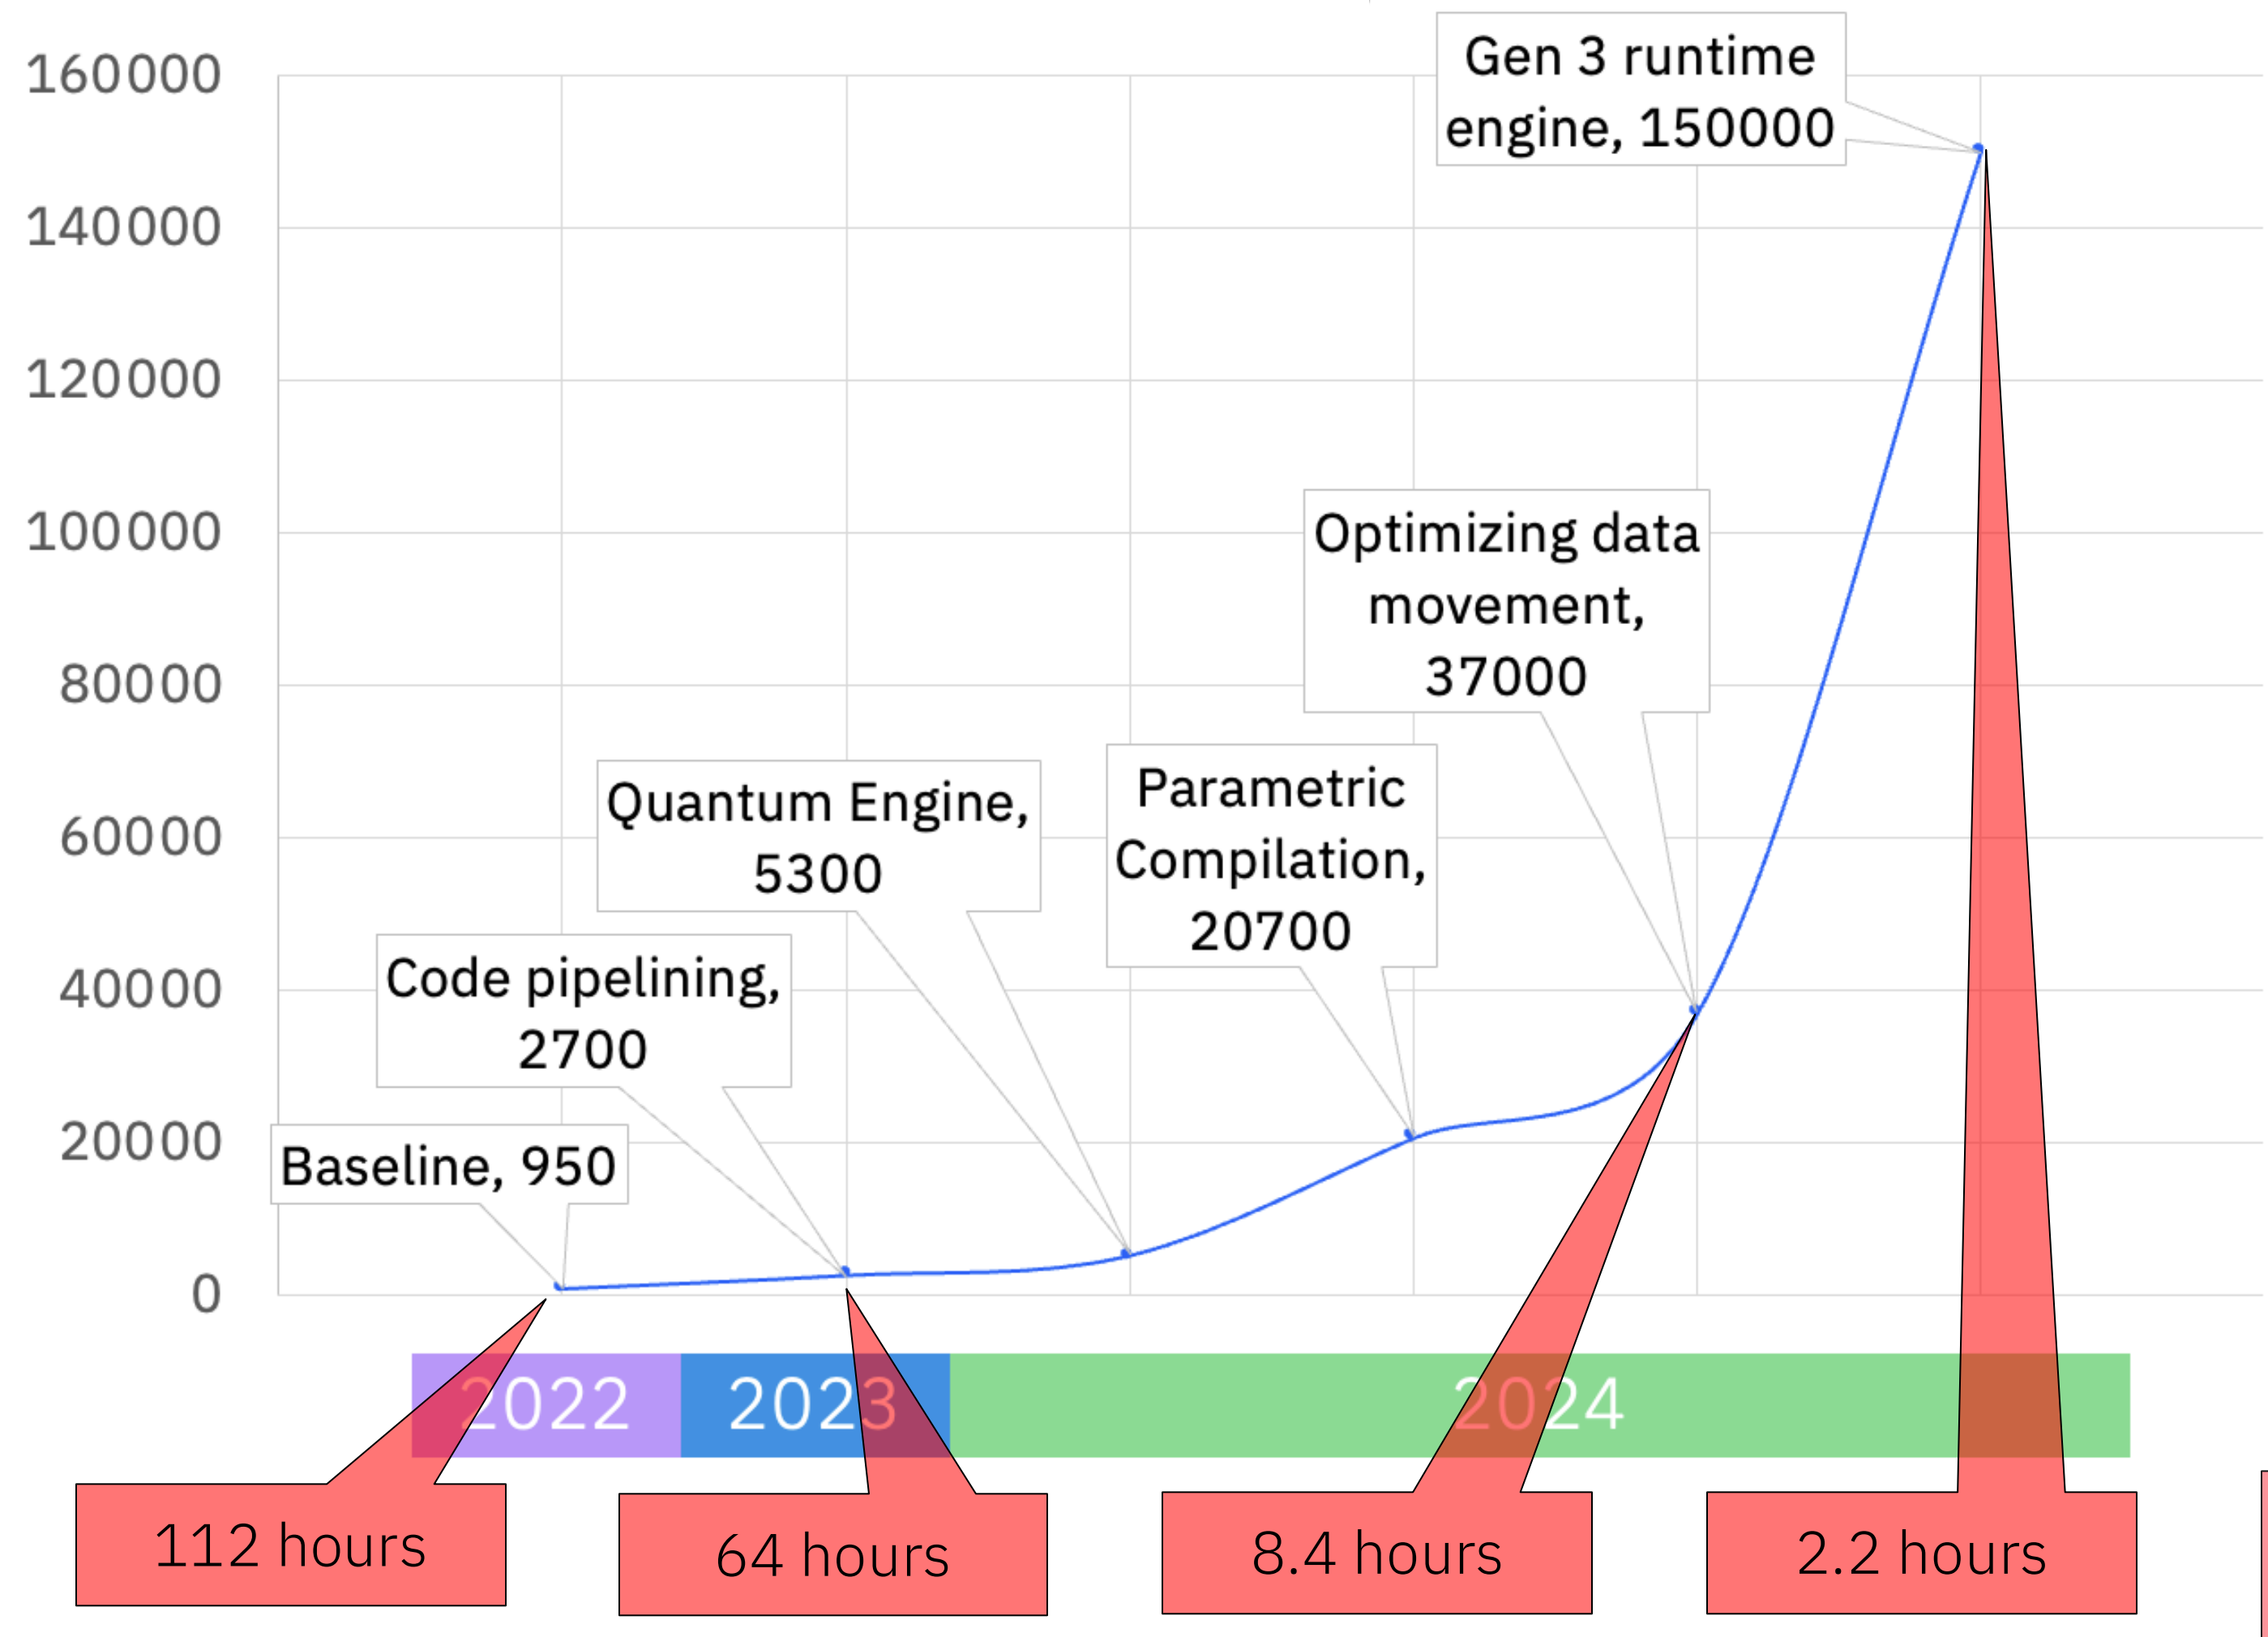 160000
140000
120000
100000
80000
60000
40000
20000
0
Gen 3 runtime
engine, 150000
Optimizing data
movement,
37000
Parametric
Compilation,
20700
Quantum Engine,
5300
Code pipelining,
2700
Baseline, 950
2022
2023
2024
112 hours
64 hours
8.4 hours
2.2 hours